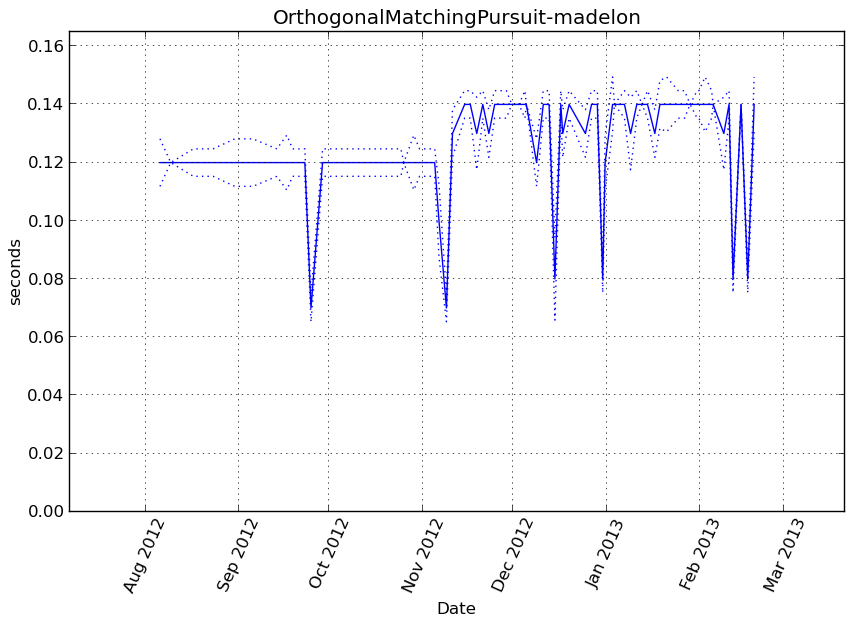 OrthogonalMatchingPursuit-madelon
0.16
0.14
0.12
0.10
0.08
0.06
0.04
0.02
0.00
seconds
Aug 2012
Sep 2012
Oct 2012
Nov 2012
Dec 2012
Jan 2013
Feb 2013
Mar 2013
Date